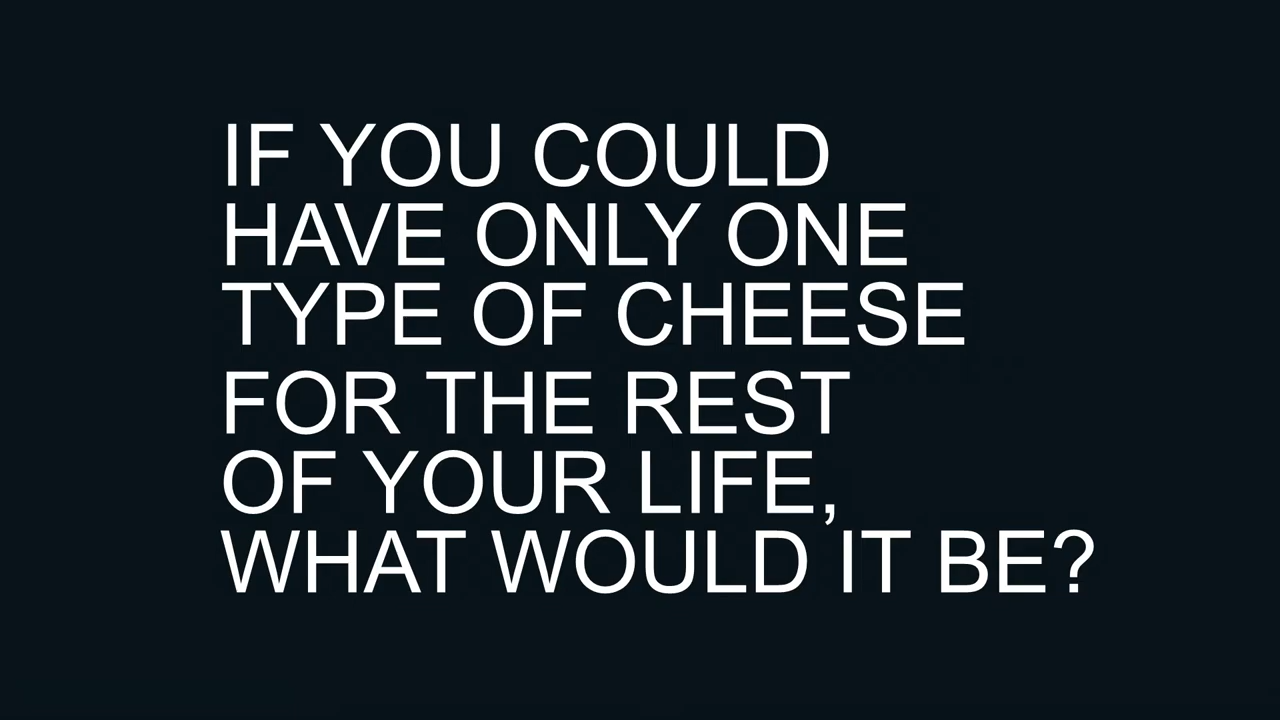 IF YOU COULD
HAVE ONLY ONE
TYPE OF CHEESE
FOR THE REST
OF YOUR LIFE,
WHAT WOULD IT BE?